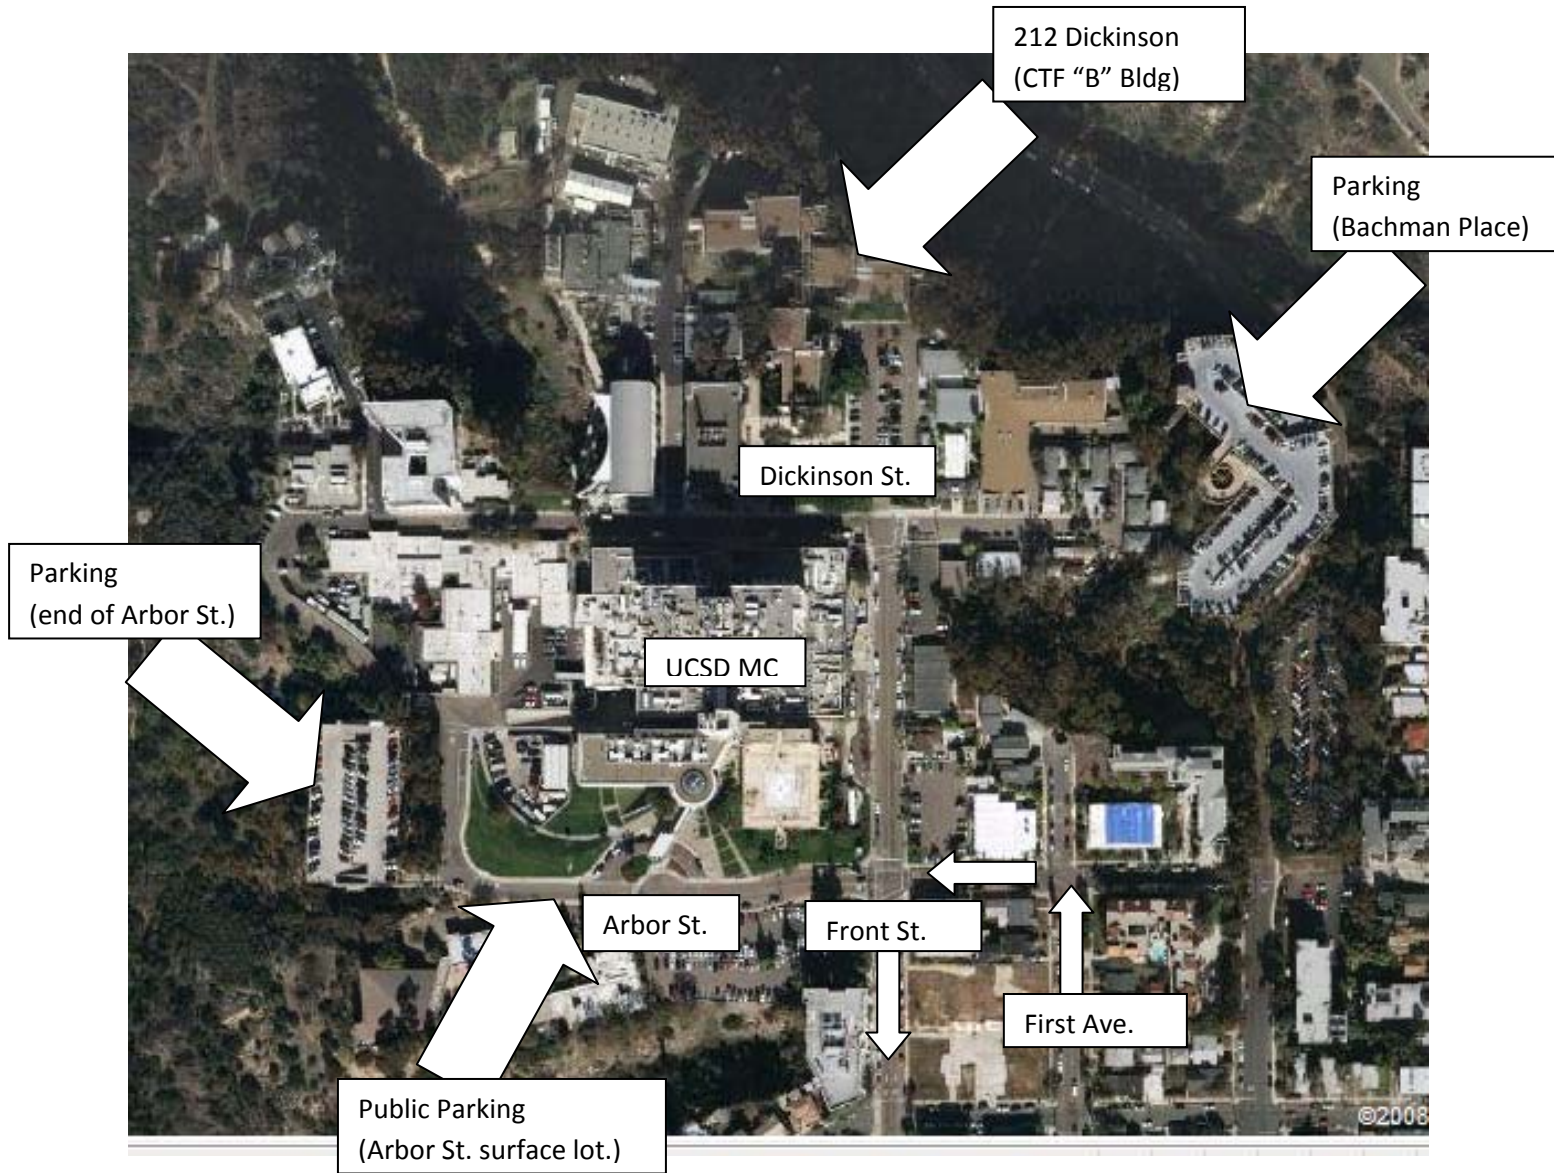 212 Dickinson
(CTF “B” Bldg)
Parking
(Bachman Place)
Dickinson St.
Parking
(end of Arbor St.)
UCSD MC
Arbor St.
Front St.
First Ave.
Public Parking
(Arbor St. surface lot.)
©2008